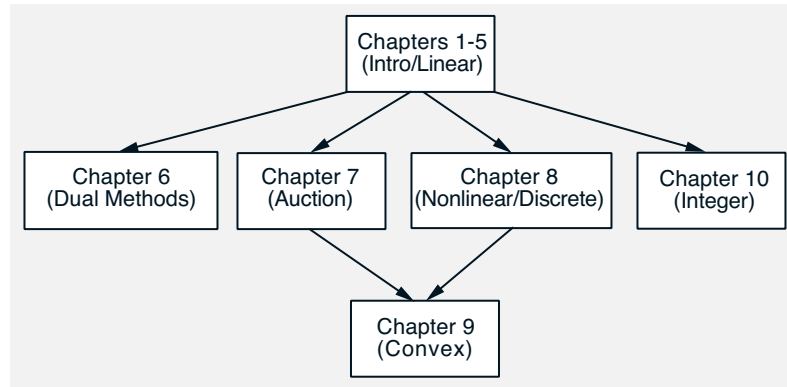 Chapters 1-5
(Intro/Linear)
Chapter 6
(Dual Methods)
Chapter 7
(Auction)
Chapter 8
(Nonlinear/Discrete)
Chapter 10
(Integer)
Chapter 9
(Convex)